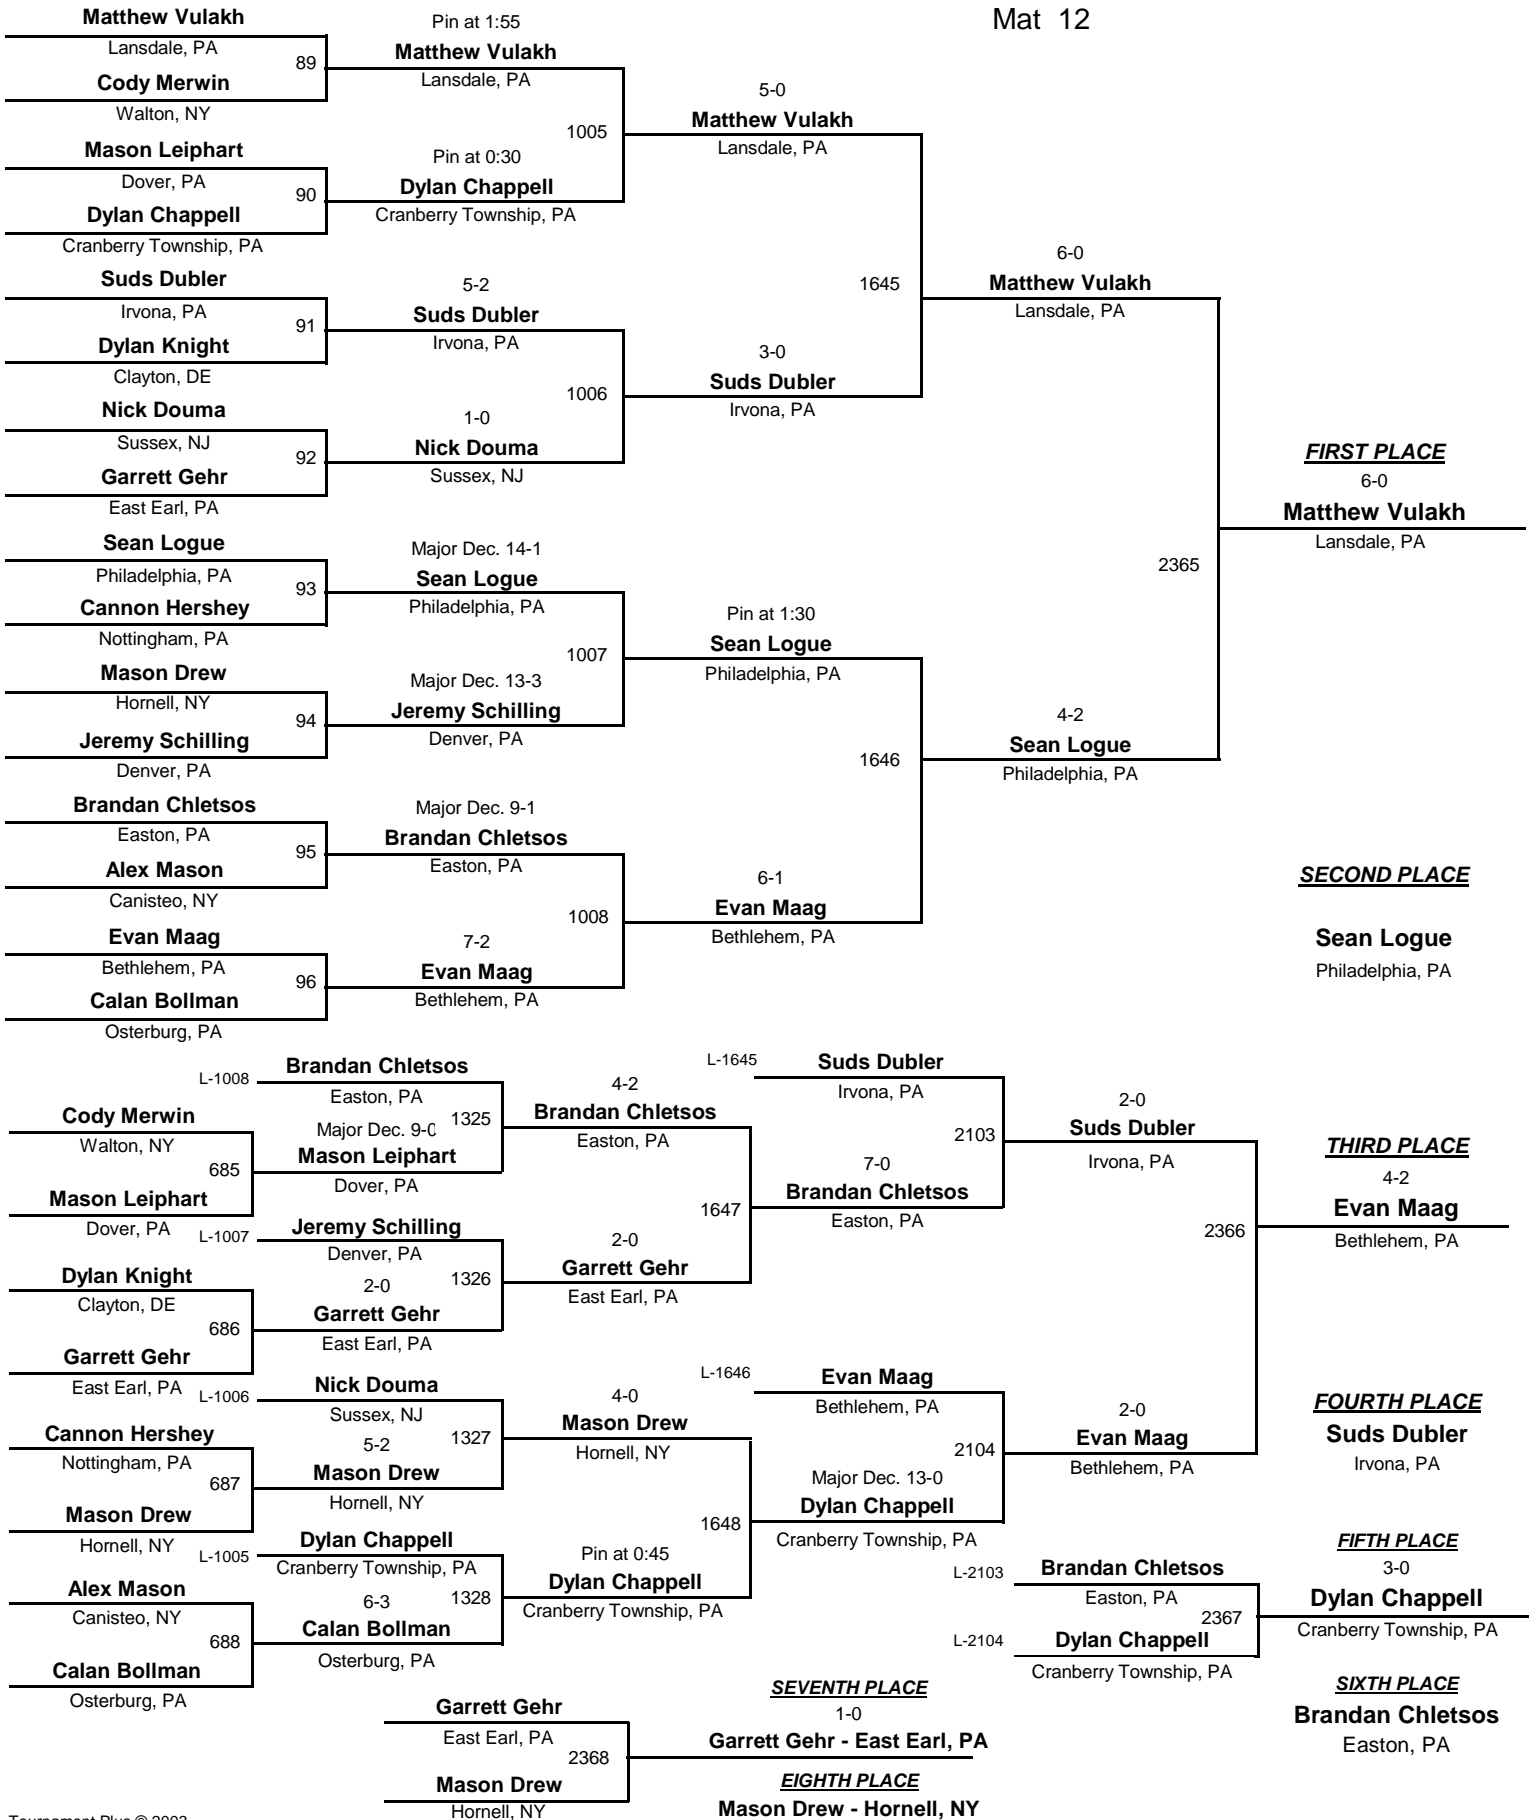 Mat 12
Matthew Vulakh
Lansdale, PA
89
Cody Merwin
Walton, NY
Mason Leiphart
Dover, PA
90
Dylan Chappell
Cranberry Township, PA
Suds Dubler
Irvona, PA
91
Dylan Knight
Clayton, DE
Nick Douma
Sussex, NJ
92
Garrett Gehr
East Earl, PA
Sean Logue
Philadelphia, PA
93
Cannon Hershey
Nottingham, PA
Mason Drew
Hornell, NY
94
Jeremy Schilling
Denver, PA
Brandan Chletsos
Easton, PA
95
Alex Mason
Canisteo, NY
Evan Maag
Bethlehem, PA
96
Calan Bollman
Osterburg, PA
Pin at 1:55
Matthew Vulakh
Lansdale, PA
1005
Pin at 0:30
Dylan Chappell
Cranberry Township, PA
5-2
Suds Dubler
Irvona, PA
1006
1-0
Nick Douma
Sussex, NJ
Major Dec. 14-1
Sean Logue
Philadelphia, PA
1007
Major Dec. 13-3
Jeremy Schilling
Denver, PA
Major Dec. 9-1
Brandan Chletsos
Easton, PA
1008
7-2
Evan Maag
Bethlehem, PA
5-0
Matthew Vulakh
Lansdale, PA
1645
3-0
Suds Dubler
Irvona, PA
Pin at 1:30
Sean Logue
Philadelphia, PA
1646
6-1
Evan Maag
Bethlehem, PA
6-0
Matthew Vulakh
Lansdale, PA
2365
4-2
Sean Logue
Philadelphia, PA
FIRST PLACE
6-0
Matthew Vulakh
Lansdale, PA
SECOND PLACE
Sean Logue
Philadelphia, PA
Cody Merwin
Walton, NY
685
Mason Leiphart
Dover, PA
Dylan Knight
Clayton, DE
686
Garrett Gehr
East Earl, PA
Cannon Hershey
Nottingham, PA
687
Mason Drew
Hornell, NY
Alex Mason
Canisteo, NY
688
Calan Bollman
Osterburg, PA
L-1008
Brandan Chletsos
Easton, PA
1325
Major Dec. 9-0
Mason Leiphart
Dover, PA
L-1007
Jeremy Schilling
Denver, PA
1326
2-0
Garrett Gehr
East Earl, PA
L-1006
Nick Douma
Sussex, NJ
1327
5-2
Mason Drew
Hornell, NY
L-1005
Dylan Chappell
Cranberry Township, PA
1328
6-3
Calan Bollman
Osterburg, PA
4-2
Brandan Chletsos
Easton, PA
1647
2-0
Garrett Gehr
East Earl, PA
4-0
Mason Drew
Hornell, NY
1648
Pin at 0:45
Dylan Chappell
Cranberry Township, PA
L-1645
Suds Dubler
Irvona, PA
2103
7-0
Brandan Chletsos
Easton, PA
L-1646
Evan Maag
Bethlehem, PA
2104
Major Dec. 13-0
Dylan Chappell
Cranberry Township, PA
2-0
Suds Dubler
Irvona, PA
2366
2-0
Evan Maag
Bethlehem, PA
THIRD PLACE
4-2
Evan Maag
Bethlehem, PA
FOURTH PLACE
Suds Dubler
Irvona, PA
L-2103
Brandan Chletsos
Easton, PA
2367
L-2104
Dylan Chappell
Cranberry Township, PA
FIFTH PLACE
3-0
Dylan Chappell
Cranberry Township, PA
SIXTH PLACE
Brandan Chletsos
Easton, PA
Garrett Gehr
East Earl, PA
2368
Mason Drew
Hornell, NY
SEVENTH PLACE
1-0
Garrett Gehr - East Earl, PA
EIGHTH PLACE
Mason Drew - Hornell, NY